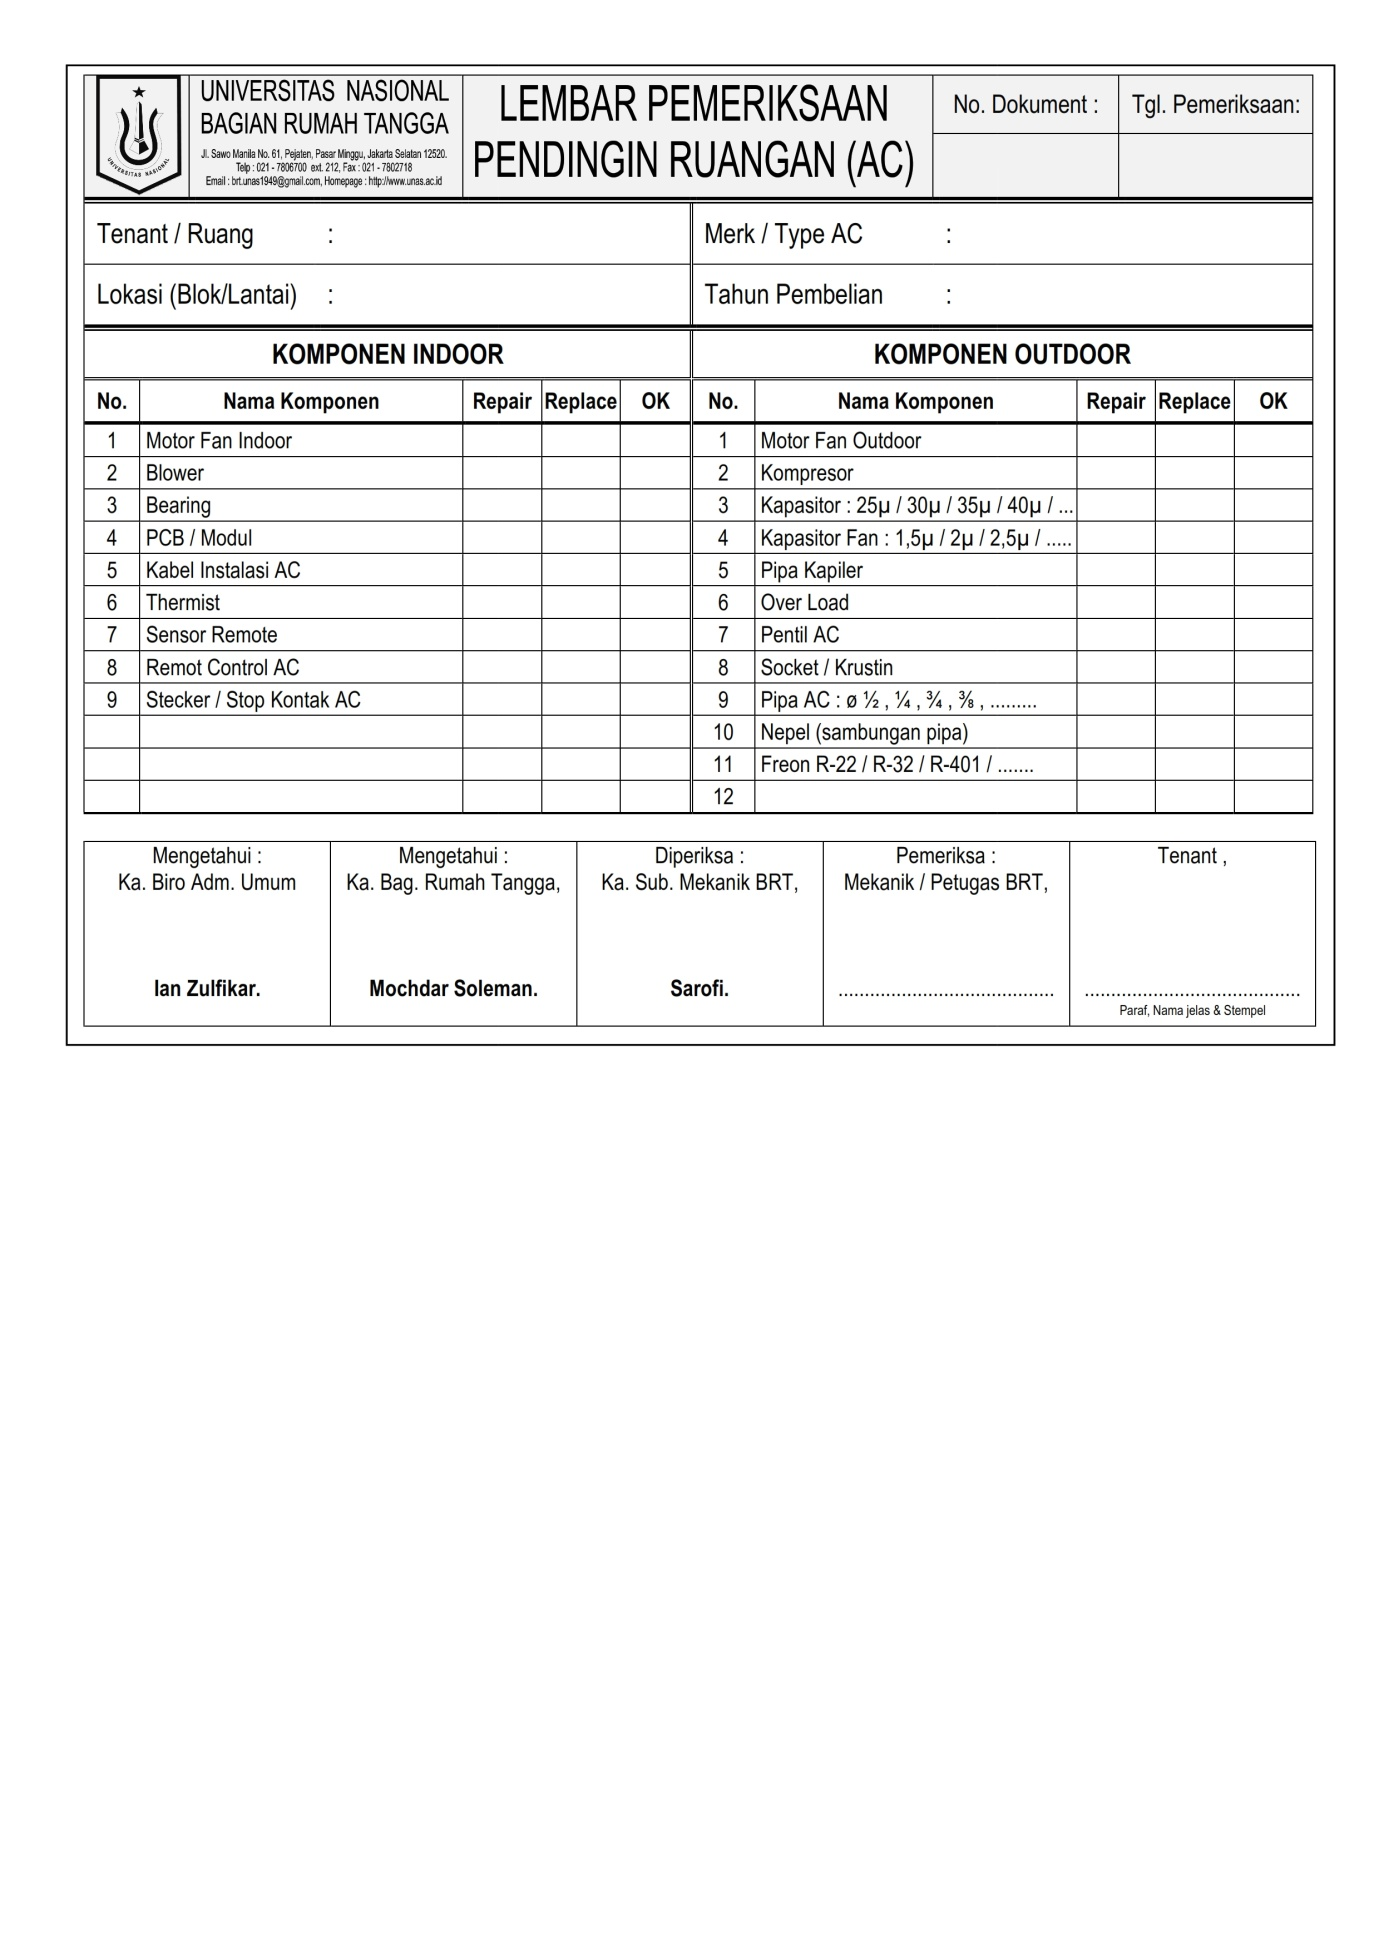 UNIVERSITAS NASIONAL
UNIVERSITAS NASIONAL
BAGIAN RUMAH TANGGA
Jl. Sawo Manila No. 61, Pejaten, Pasar Minggu, Jakarta Selatan 12520.
Telp : 021 - 7806700 ext. 212, Fax : 021 - 7802718
Email : brt.unas1949@gmail.com, Homepage : http://www.unas.ac.id
LEMBAR PEMERIKSAAN
PENDINGIN RUANGAN (AC)
No. Dokument : Tgl. Pemeriksaan:
Tenant / Ruang : Merk / Type AC :
Lokasi (Blok/Lantai) : Tahun Pembelian :
KOMPONEN INDOOR KOMPONEN OUTDOOR
No. Nama Komponen Repair Replace OK No. Nama Komponen Repair Replace OK
1 Motor Fan Indoor 1 Motor Fan Outdoor
2 Blower 2 Kompresor
3 Bearing 3 Kapasitor : 25µ / 30µ / 35µ / 40µ / ...
4 PCB / Modul 4 Kapasitor Fan : 1,5µ / 2µ / 2,5µ / .....
5 Kabel Instalasi AC 5 Pipa Kapiler
6 Thermist 6 Over Load
7 Sensor Remote 7 Pentil AC
8 Remot Control AC 8 Socket / Krustin
9 Stecker / Stop Kontak AC 9 Pipa AC : ø ½ , ¼ , ¾ , ⅜ , .........
10 Nepel (sambungan pipa)
11 Freon R-22 / R-32 / R-401 / .......
12
Mengetahui : Mengetahui : Diperiksa : Pemeriksa : Tenant ,
Ka. Biro Adm. Umum Ka. Bag. Rumah Tangga, Ka. Sub. Mekanik BRT, Mekanik / Petugas BRT,
Ian Zulfikar. Mochdar Soleman. Sarofi. ......................................... .........................................
Paraf, Nama jelas & Stempel